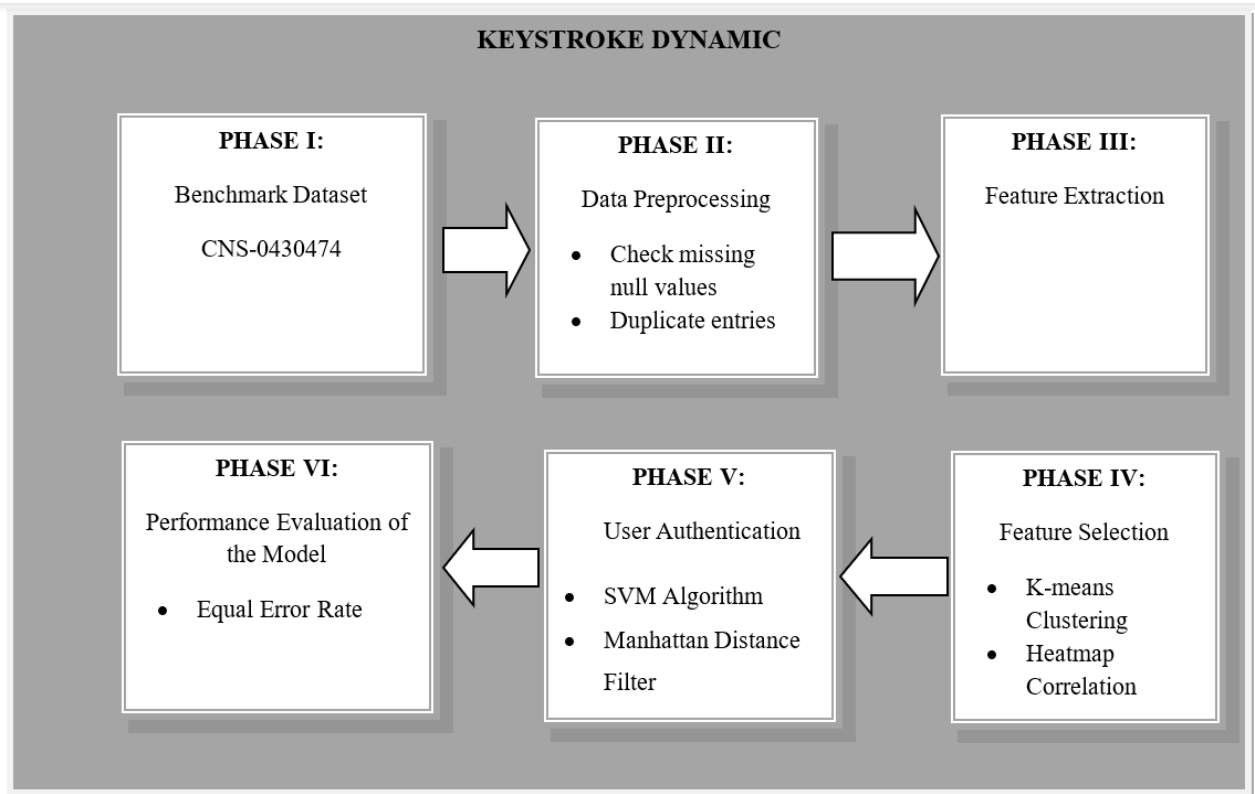 KEYSTROKE DYNAMIC
PHASE I:
Benchmark Dataset
CNS-0430474
PHASE II:
Data Preprocessing
• Check missing
null values
• Duplicate entries
PHASE III:
Feature Extraction
PHASE IV:
Feature Selection
• K-means
Clustering
• Heatmap
Correlation
PHASE V:
User Authentication
• SVM Algorithm
• Manhattan Distance
Filter
PHASE VI:
Performance Evaluation of
the Model
• Equal Error Rate